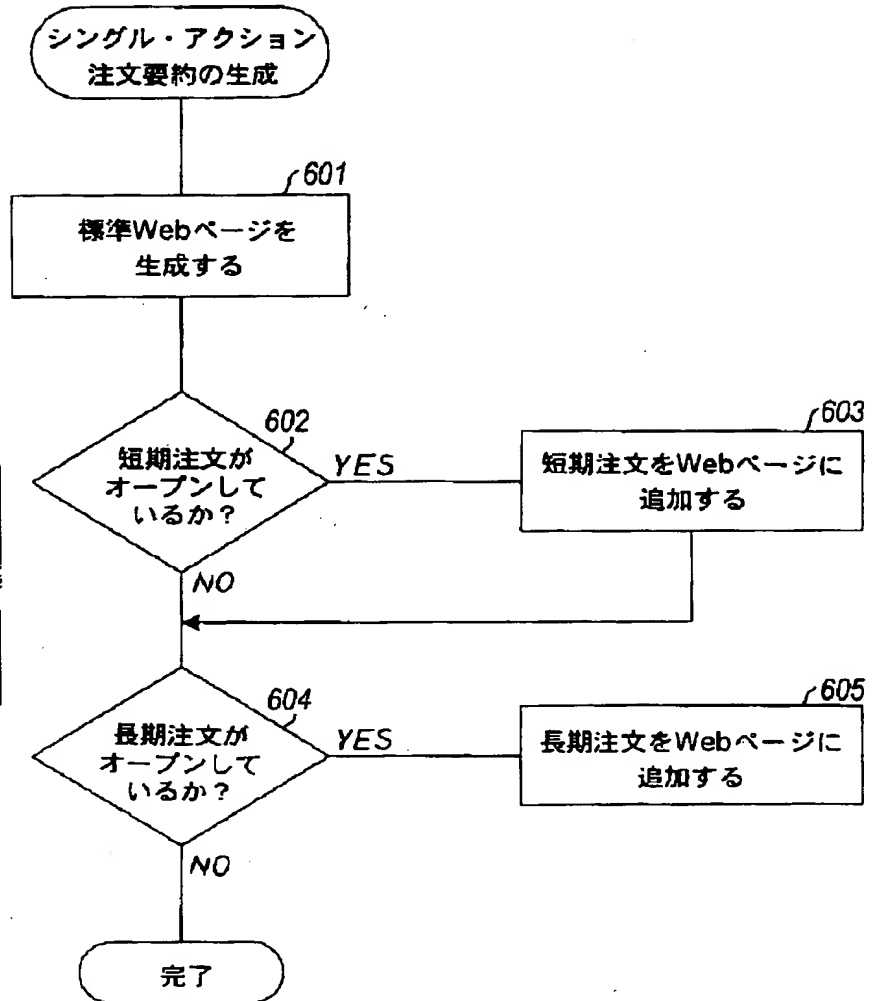 シングル・アクション
注文要約の生成
601
標準Webページを
生成する
602
短期注文が
オープンして
いるか?
YES
NO
603
短期注文をWebページに
追加する
604
長期注文が
オープンして
いるか?
YES
NO
605
長期注文をWebページに
追加する
完了